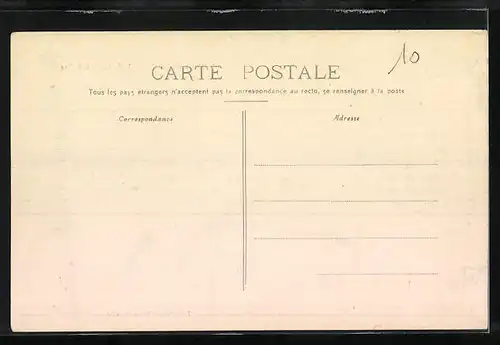 10
CARTE POSTALE
Tous les pays étrangers n'acceptent pas la correspondance au recto, se renseigner à la poste
Correspondance
Adresse